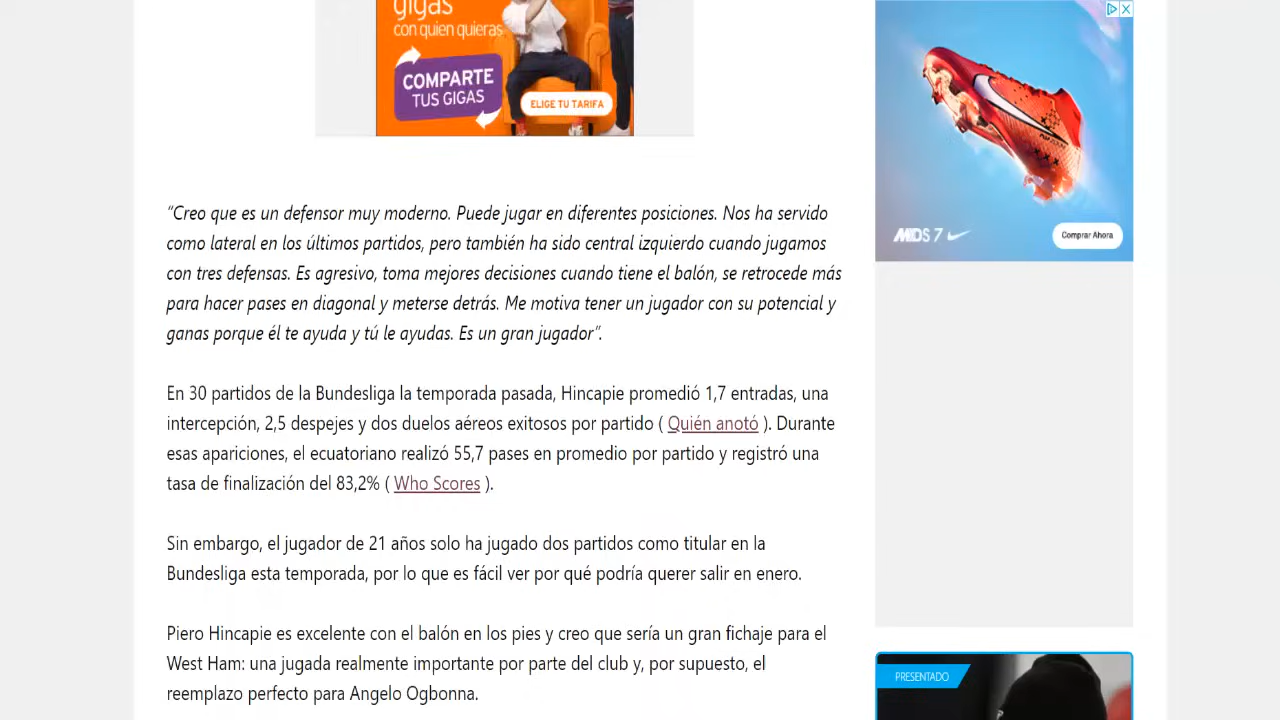 gigas
con quien quieras
COMPARTE
TUS GIGAS
ELIGE TU TARIFA
“Creo que es un defensor muy moderno. Puede jugar en diferentes posiciones. Nos ha servido
como lateral en los últimos partidos, pero también ha sido central izquierdo cuando jugamos
con tres defensas. Es agresivo, toma mejores decisiones cuando tiene el balón, se retrocede más
para hacer pases en diagonal y meterse detrás. Me motiva tener un jugador con su potencial y
ganas porque él te ayuda y tú le ayudas. Es un gran jugador”.
En 30 partidos de la Bundesliga la temporada pasada, Hincapie promedió 1,7 entradas, una
intercepción, 2,5 despejes y dos duelos aéreos exitosos por partido ( Quién anotó ). Durante
esas apariciones, el ecuatoriano realizó 55,7 pases en promedio por partido y registró una
tasa de finalización del 83,2% ( Who Scores ).
Sin embargo, el jugador de 21 años solo ha jugado dos partidos como titular en la
Bundesliga esta temporada, por lo que es fácil ver por qué podría querer salir en enero.
Piero Hincapie es excelente con el balón en los pies y creo que sería un gran fichaje para el
West Ham: una jugada realmente importante por parte del club y, por supuesto, el
reemplazo perfecto para Angelo Ogbonna.
MDS 7
Comprar Ahora
PRESENTADO